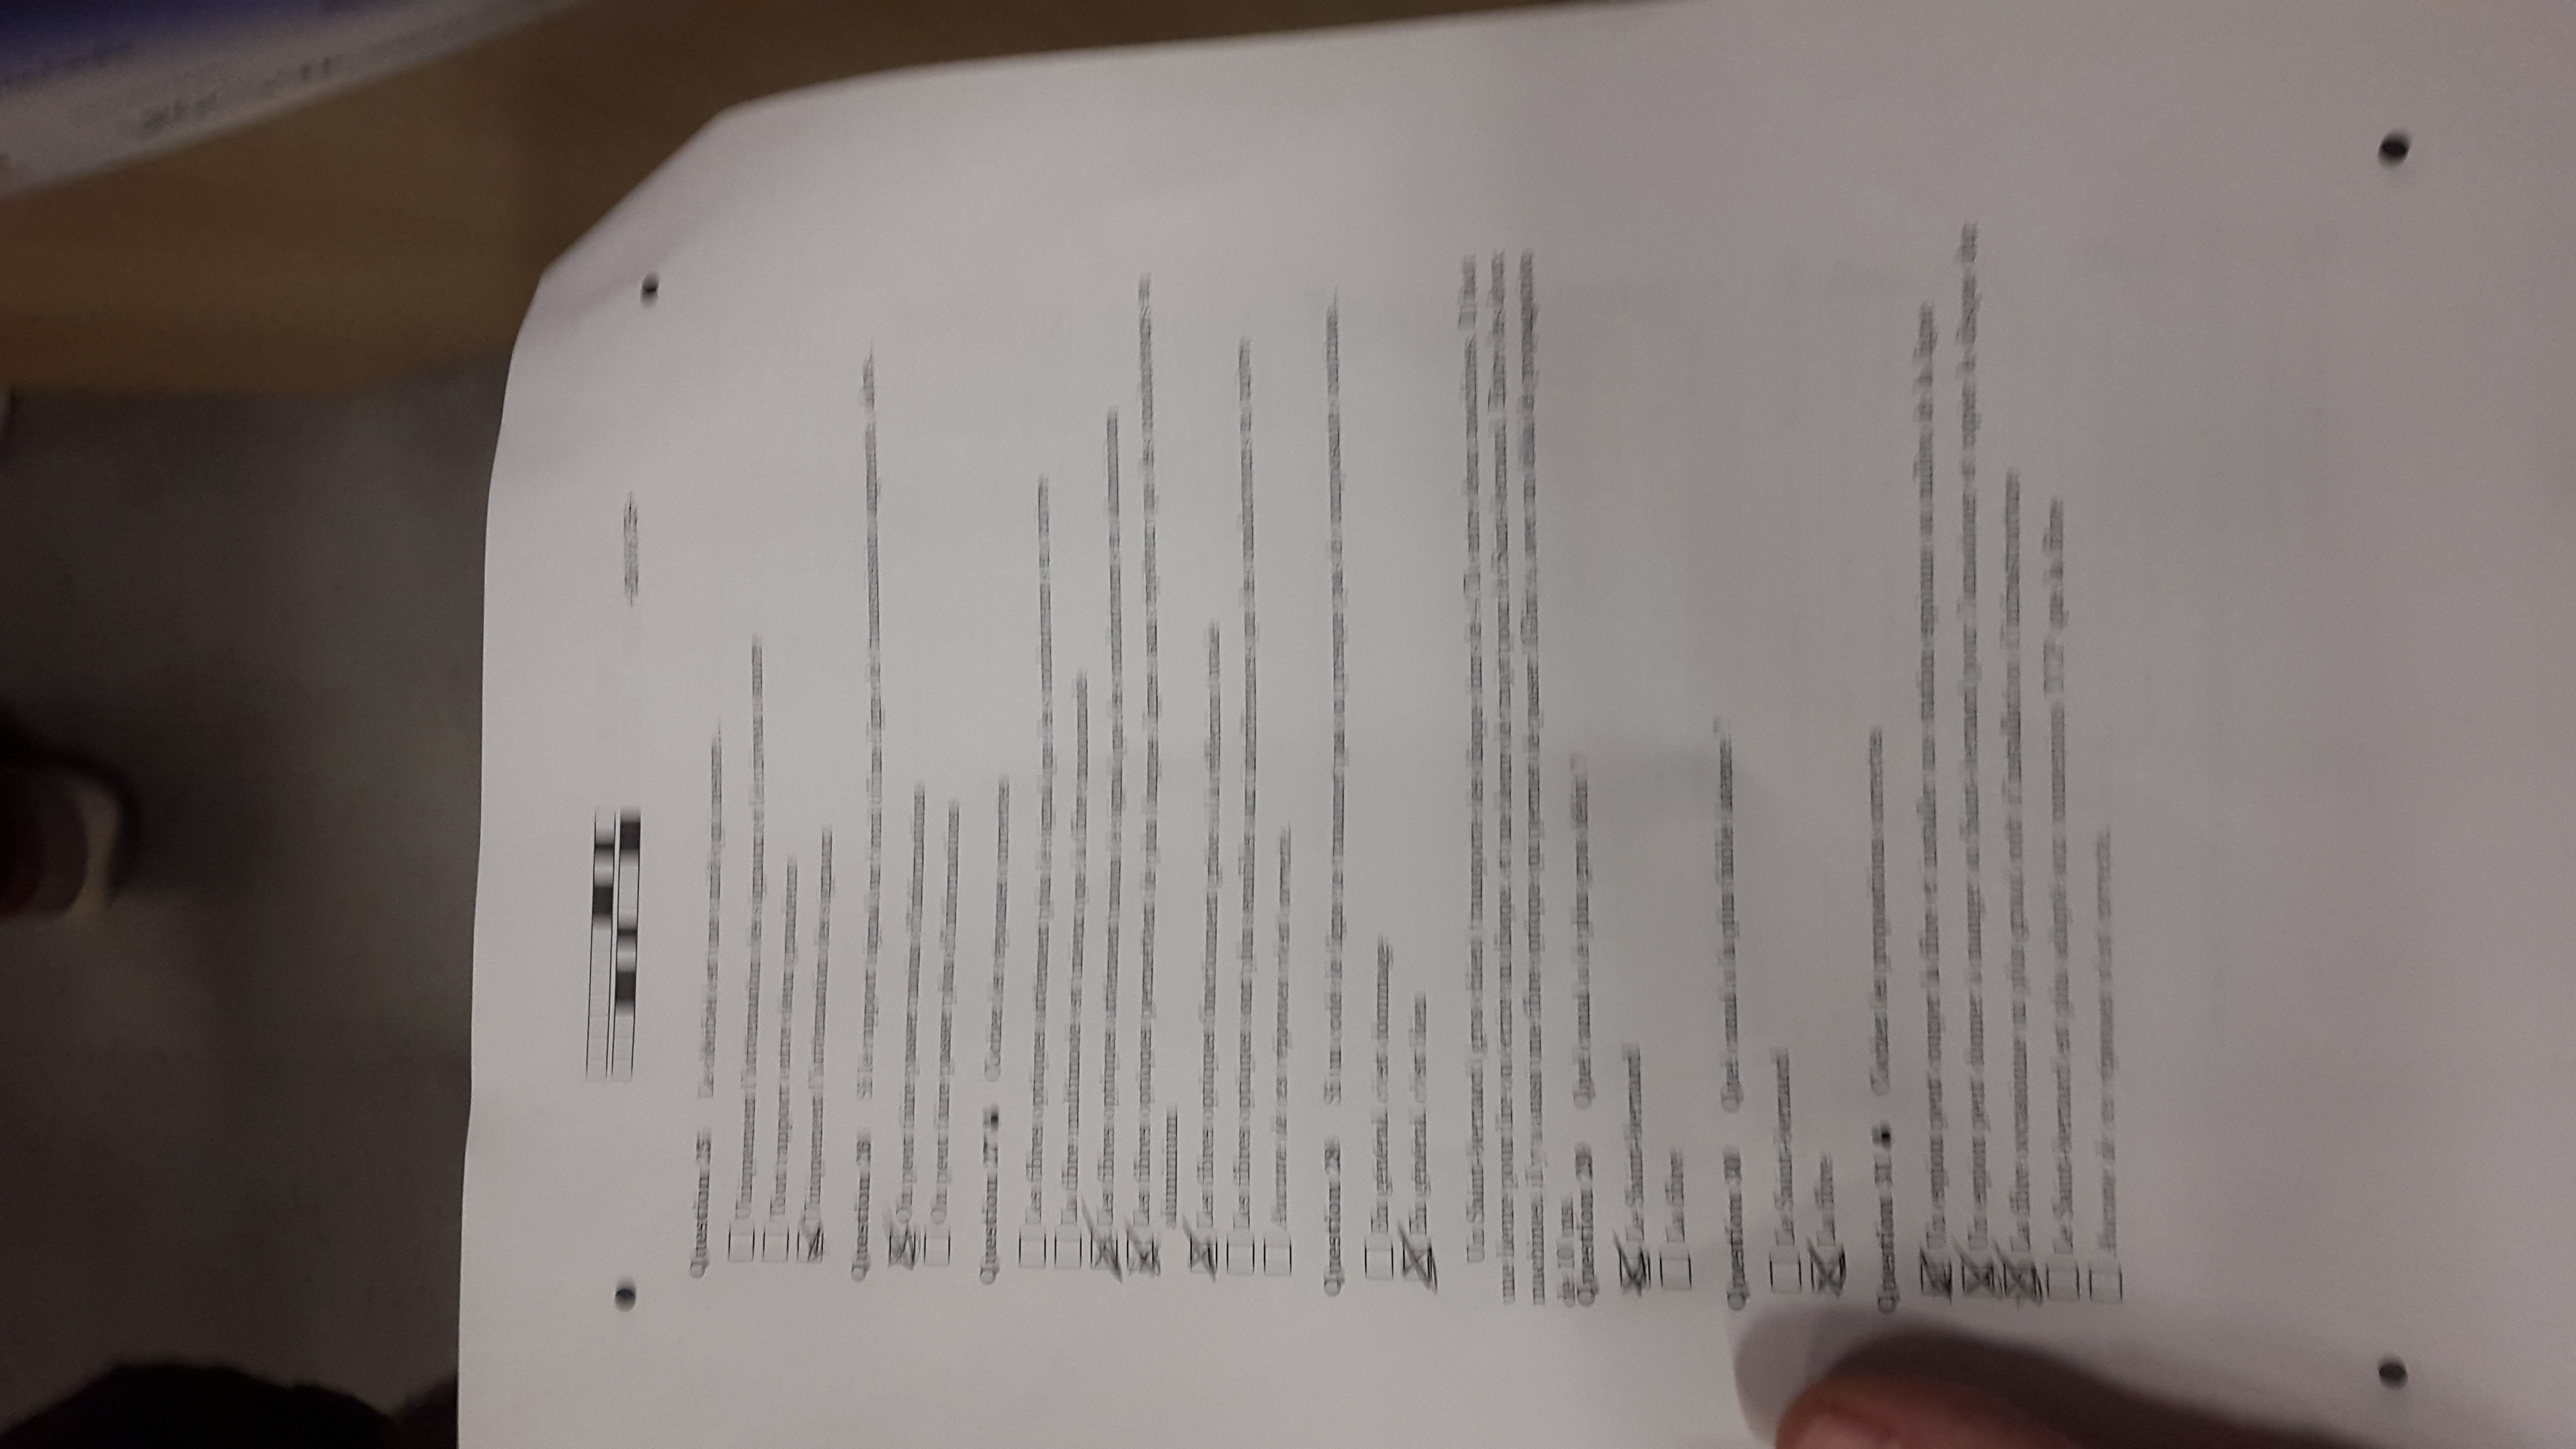 Question 25 Le décibel est une unité qui mesure...
Uniquement l'atténuation des signaux et le niveau sonore
Tout rapport entre deux grandeurs
Uniquement l'atténuation des signaux
Question 26 Si le rapport signal sur bruit d'une ligne de transmission augmente, alors...
On peut faire passer moins d'informations
On peut faire passer plus d'informations
Question 27 ♣ Cocher les réponses correctes
Les fibres optiques atténuent plus le signal que les conducteurs en cuivre
La fibre multimode est mieux que la fibre monomode
Les fibres optiques atténuent moins le signal que les conducteurs en aluminium
Les fibres optiques permettent de plus longues lignes sans répéteur que les conducteurs en
aluminium
Les fibres optiques fonctionnent grâce à la réflexion totale
Les fibres optiques sont plus sensibles aux interférences que les conducteurs en cuivre
Aucune de ces réponses n'est correcte.
Question 28 Si un code de ligne ne transmet pas ou presque pas de composante continue...
En général, c'est dommage
En général, c'est bien
Un Saint-bernard (gros chien) transporte des disque durs de entre deux machines. Il faut
une heure pour lire ou écrire un disque, et une heure de trajet pour le Saint-bernard. Entre les deux
machines, il y a aussi une fibre optique qui permet de passer avec un délai de propagation
de 10 ms.
Question 29 Quel canal a le plus gros débit ?
Le Saint-bernard
La fibre
Question 30 Quel canal a la plus faible latence ?
Le Saint-bernard
La fibre
Question 31 ♣ Cocher les propositions correctes
Un espion peut couper la fibre et installer une station espionne au milieu de la ligne
Un espion peut donner à manger au Saint-bernard pour l'amadouer et copier le disque dur
La fibre occasionne un plus grand coût d'installation d'infrastructure
Le Saint-bernard est plus adapté aux connexions TCP que la fibre
Aucune de ces réponses n'est correcte.